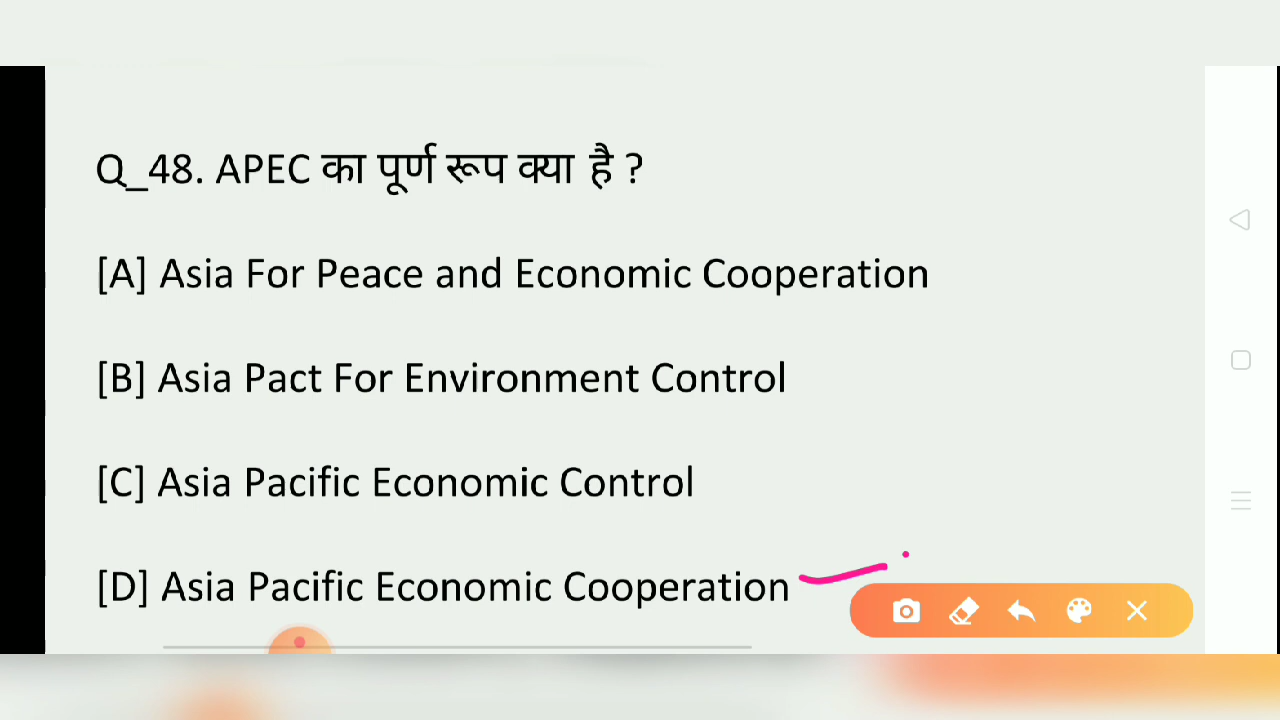 Q_48. APEC का पूर्ण रूप क्या है ?
[A] Asia For Peace and Economic Cooperation
[B] Asia Pact For Environment Control
[C] Asia Pacific Economic Control
[D] Asia Pacific Economic Cooperation